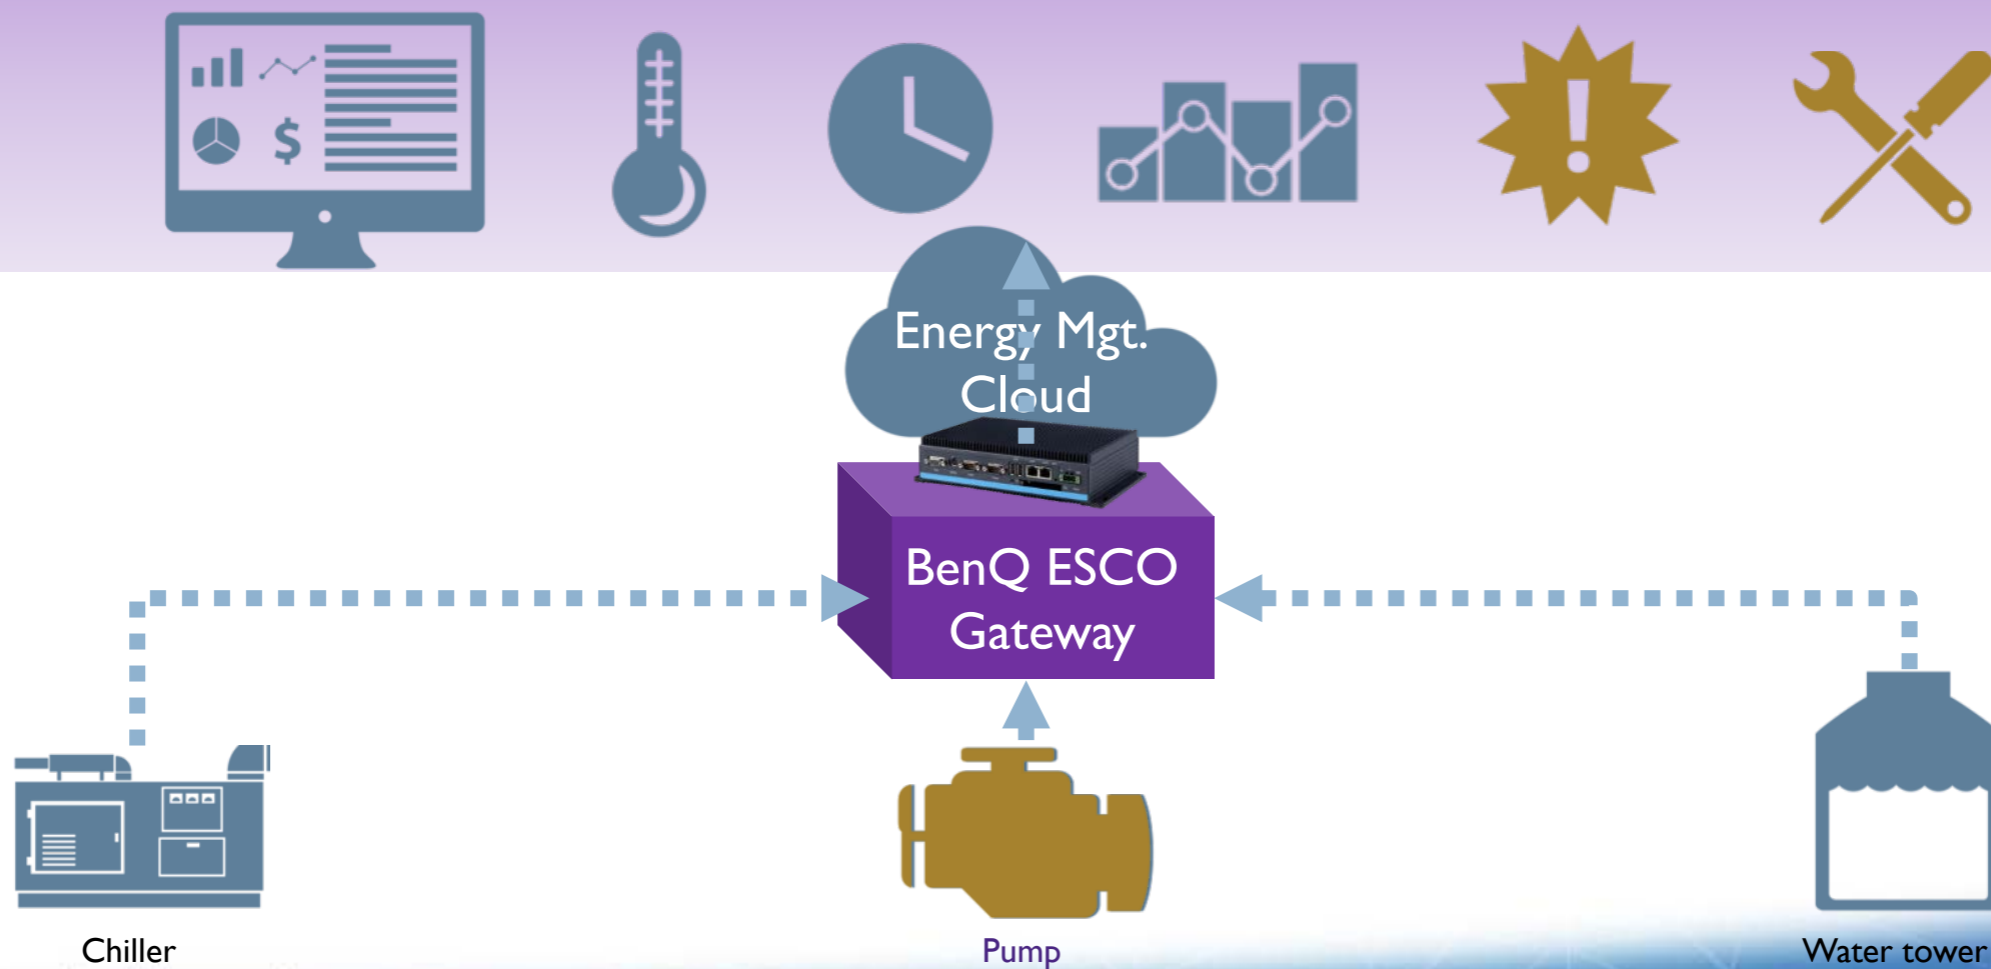 $
Energy Mgt.
Cloud
BenQ ESCO
Gateway
Chiller
Pump
Water tower